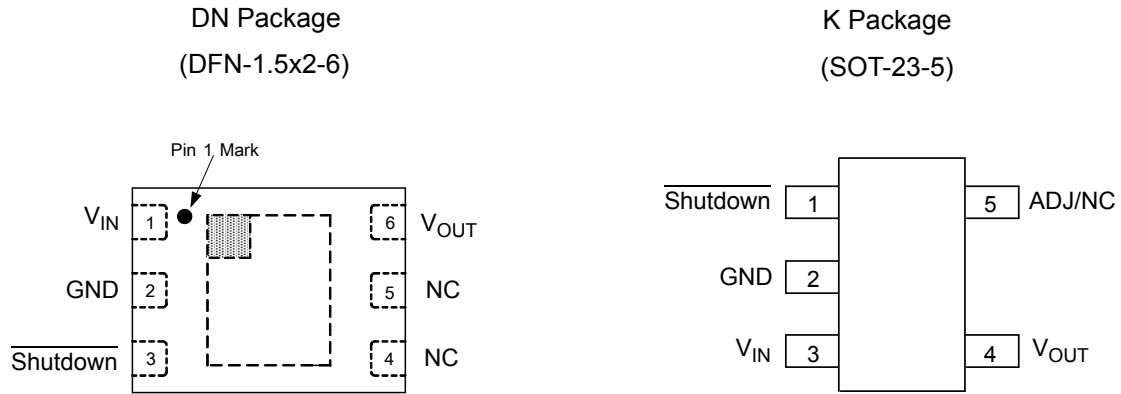 DN Package
(DFN-1.5x2-6)
Pin 1 Mark
VIN 1
6 VOUT
GND 2
5 NC
Shutdown 3
4 NC
K Package
(SOT-23-5)
Shutdown 1
5 ADJ/NC
GND 2
VIN 3
4 VOUT